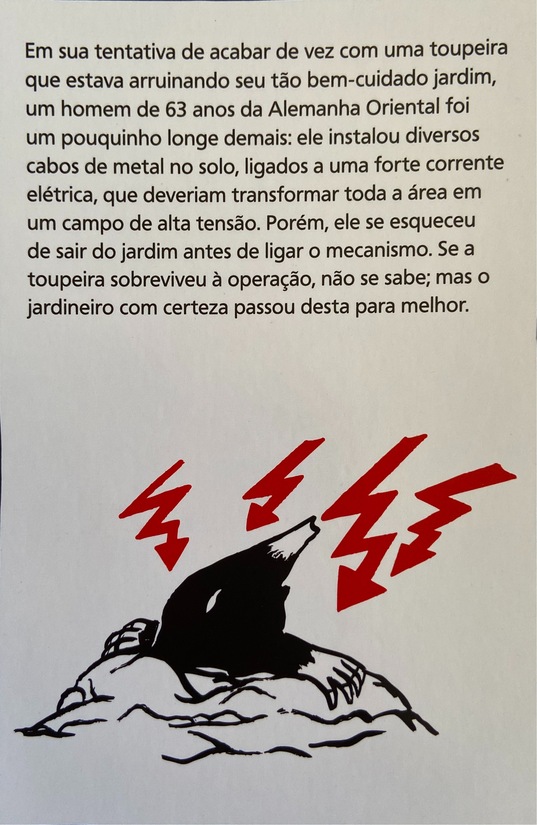 Em sua tentativa de acabar de vez com uma toupeira
que estava arruinando seu tão bem-cuidado jardim,
um homem de 63 anos da Alemanha Oriental foi
um pouquinho longe demais: ele instalou diversos
cabos de metal no solo, ligados a uma forte corrente
elétrica, que deveriam transformar toda a área em
um campo de alta tensão. Porém, ele se esqueceu
de sair do jardim antes de ligar o mecanismo. Se a
toupeira sobreviveu à operação, não se sabe; mas o
jardineiro com certeza passou desta para melhor.